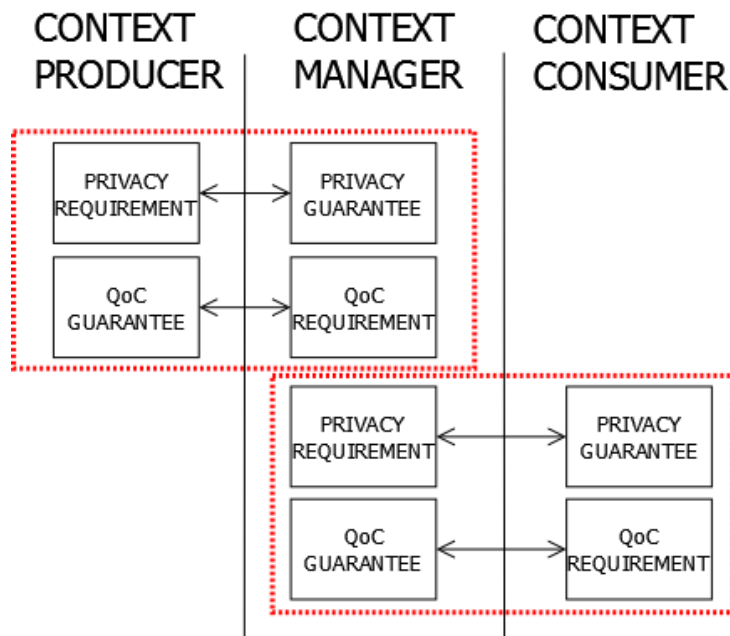 CONTEXT
PRODUCER
CONTEXT
MANAGER
CONTEXT
CONSUMER
PRIVACY
REQUIREMENT
PRIVACY
GUARANTEE
QoC
GUARANTEE
QoC
REQUIREMENT
PRIVACY
REQUIREMENT
PRIVACY
GUARANTEE
QoC
GUARANTEE
QoC
REQUIREMENT